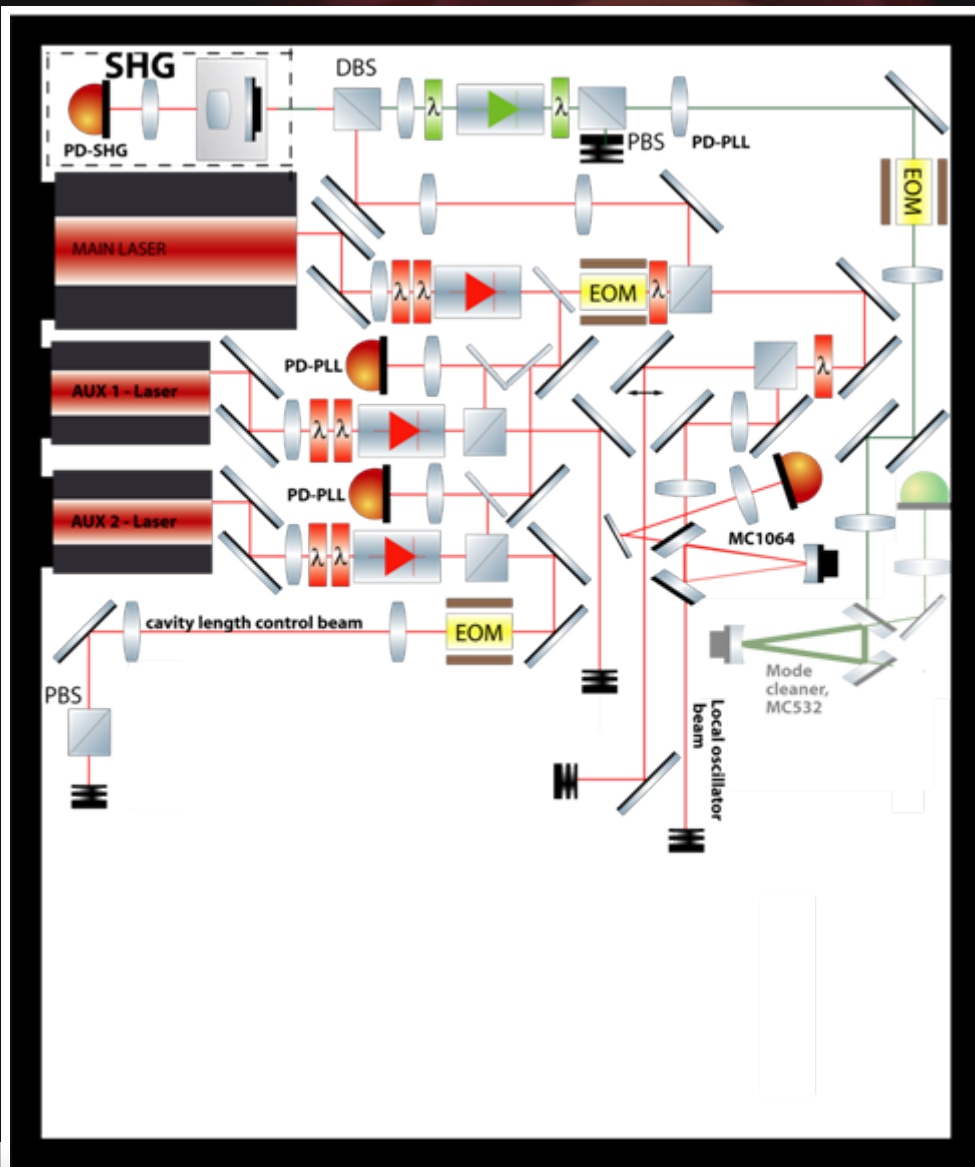 SHG
DBS
λ
λ
PD-SHG
PBS
PD-PLL
EOM
MAIN LASER
λ
λ
EOM
λ
PD-PLL
λ
AUX 1 - Laser
λ
λ
PD-PLL
AUX 2 - Laser
MC1064
λ
λ
cavity length control beam
EOM
Mode
cleaner,
MC532
PBS
Local oscillator
beam